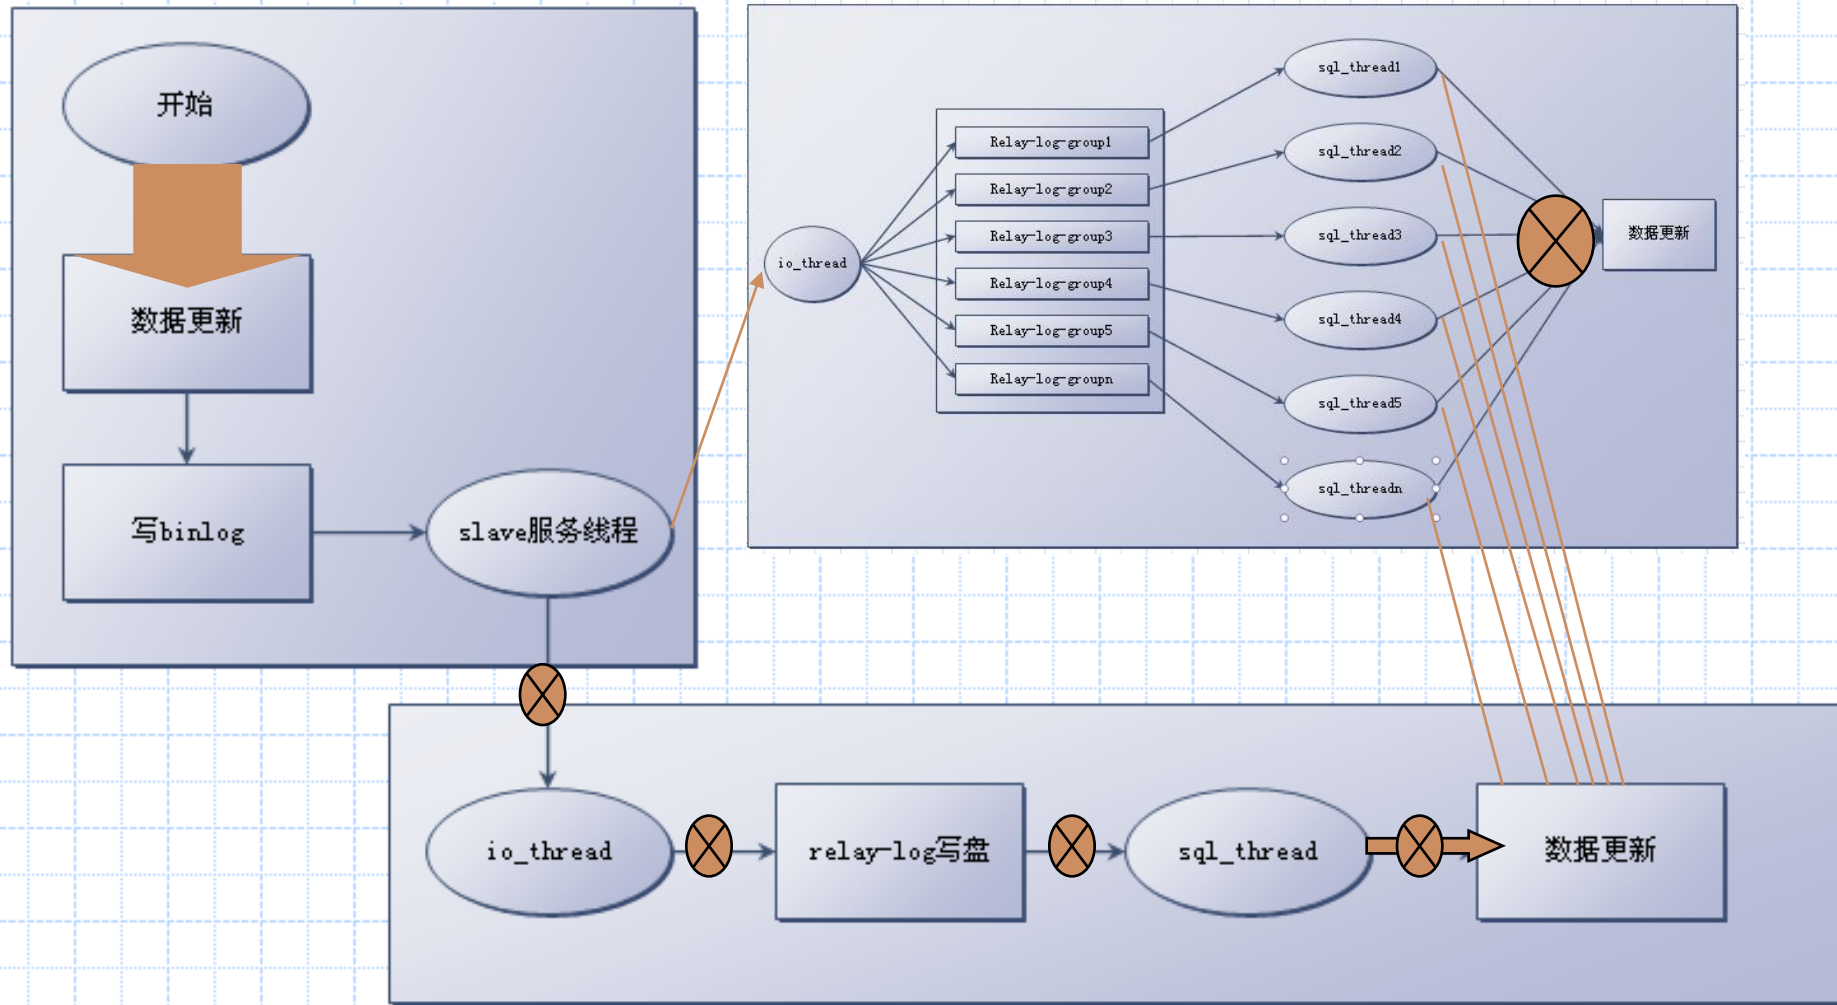 开始
数据更新
写binlog
slave服务线程
io_thread
Relay-log-group1
Relay-log-group2
Relay-log-group3
Relay-log-group4
Relay-log-group5
Relay-log-groupn
sql_thread1
sql_thread2
sql_thread3
sql_thread4
sql_thread5
sql_threadn
数据更新
io_thread
relay-log写盘
sql_thread
数据更新